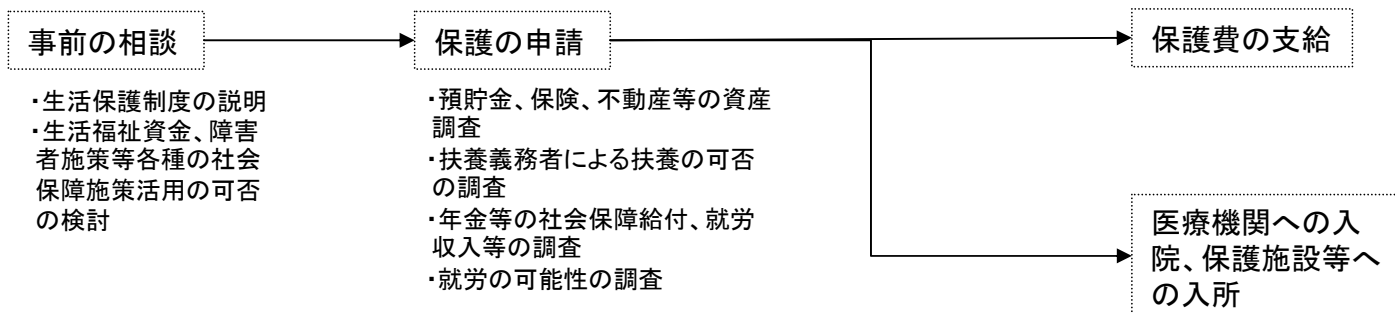 事前の相談
・生活保護制度の説明
・生活福祉資金、障害
者施策等各種の社会
保障施策活用の可否
の検討
保護の申請
・預貯金、保険、不動産等の資産
調査
・扶養義務者による扶養の可否
の調査
・年金等の社会保障給付、就労
収入等の調査
・就労の可能性の調査
保護費の支給
医療機関への入
院、保護施設等へ
の入所